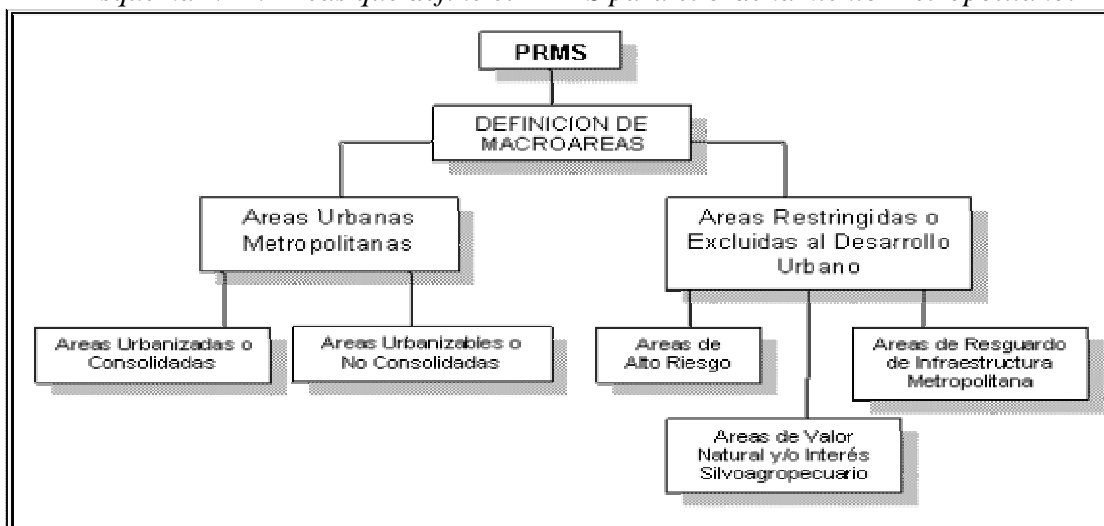 PRMS
DEFINICION DE
MACROAREAS
Areas Urbanas
Metropolitanas
Areas Restringidas o
Excluidas al Desarrollo
Urbano
Areas Urbanizadas o
Consolidadas
Areas Urbanizables o
No Consolidadas
Areas de
Alto Riesgo
Areas de Resguardo
de Infraestructura
Metropolitana
Areas de Valor
Natural y/o Interés
Silvoagropecuario